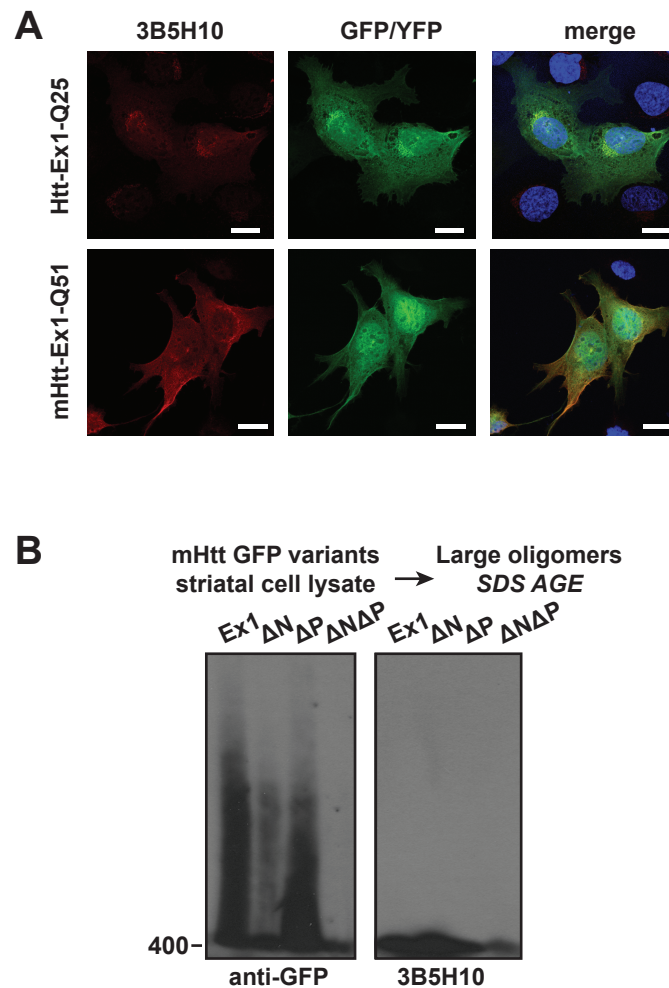 A
3B5H10 GFP/YFP merge
Htt-Ex1-Q25
mHtt-Ex1-Q51
B
mHtt GFP variants → Large oligomers
striatal cell lysate SDS AGE
Ex1 ΔN ΔP ΔNΔP Ex1 ΔN ΔP ΔNΔP
400
anti-GFP 3B5H10